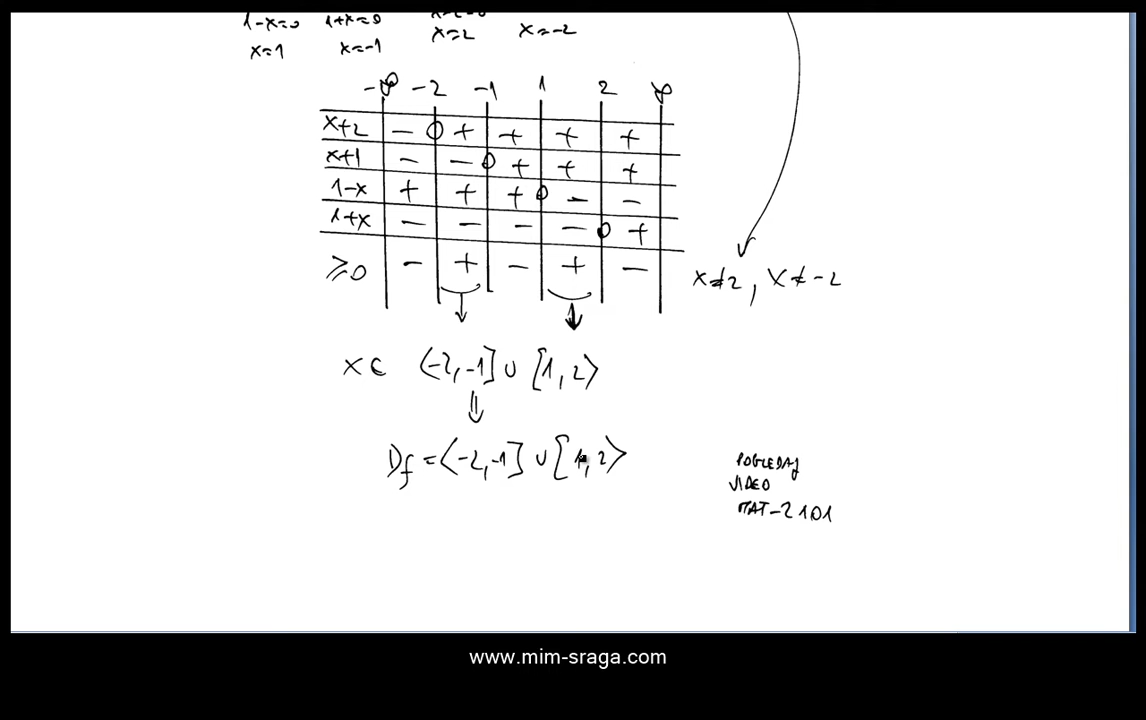 1-x=0 1+x=0
x=1 x=-1 x=2 x=-2
-∞ -2 -1 1 2 ∞
x+2 - 0 + + + +
x+1 - - 0 + + +
1-x + + + 0 - -
1+x - - - - 0 +
≥0 - + - + -
x≠2, x≠-2
x∈ ⟨-2,-1] ∪ [1,2⟩
⇓
Df = ⟨-2,-1] ∪ [1,2⟩
POGLEDAJ
VIDEO
MAT-2101
www.mim-sraga.com